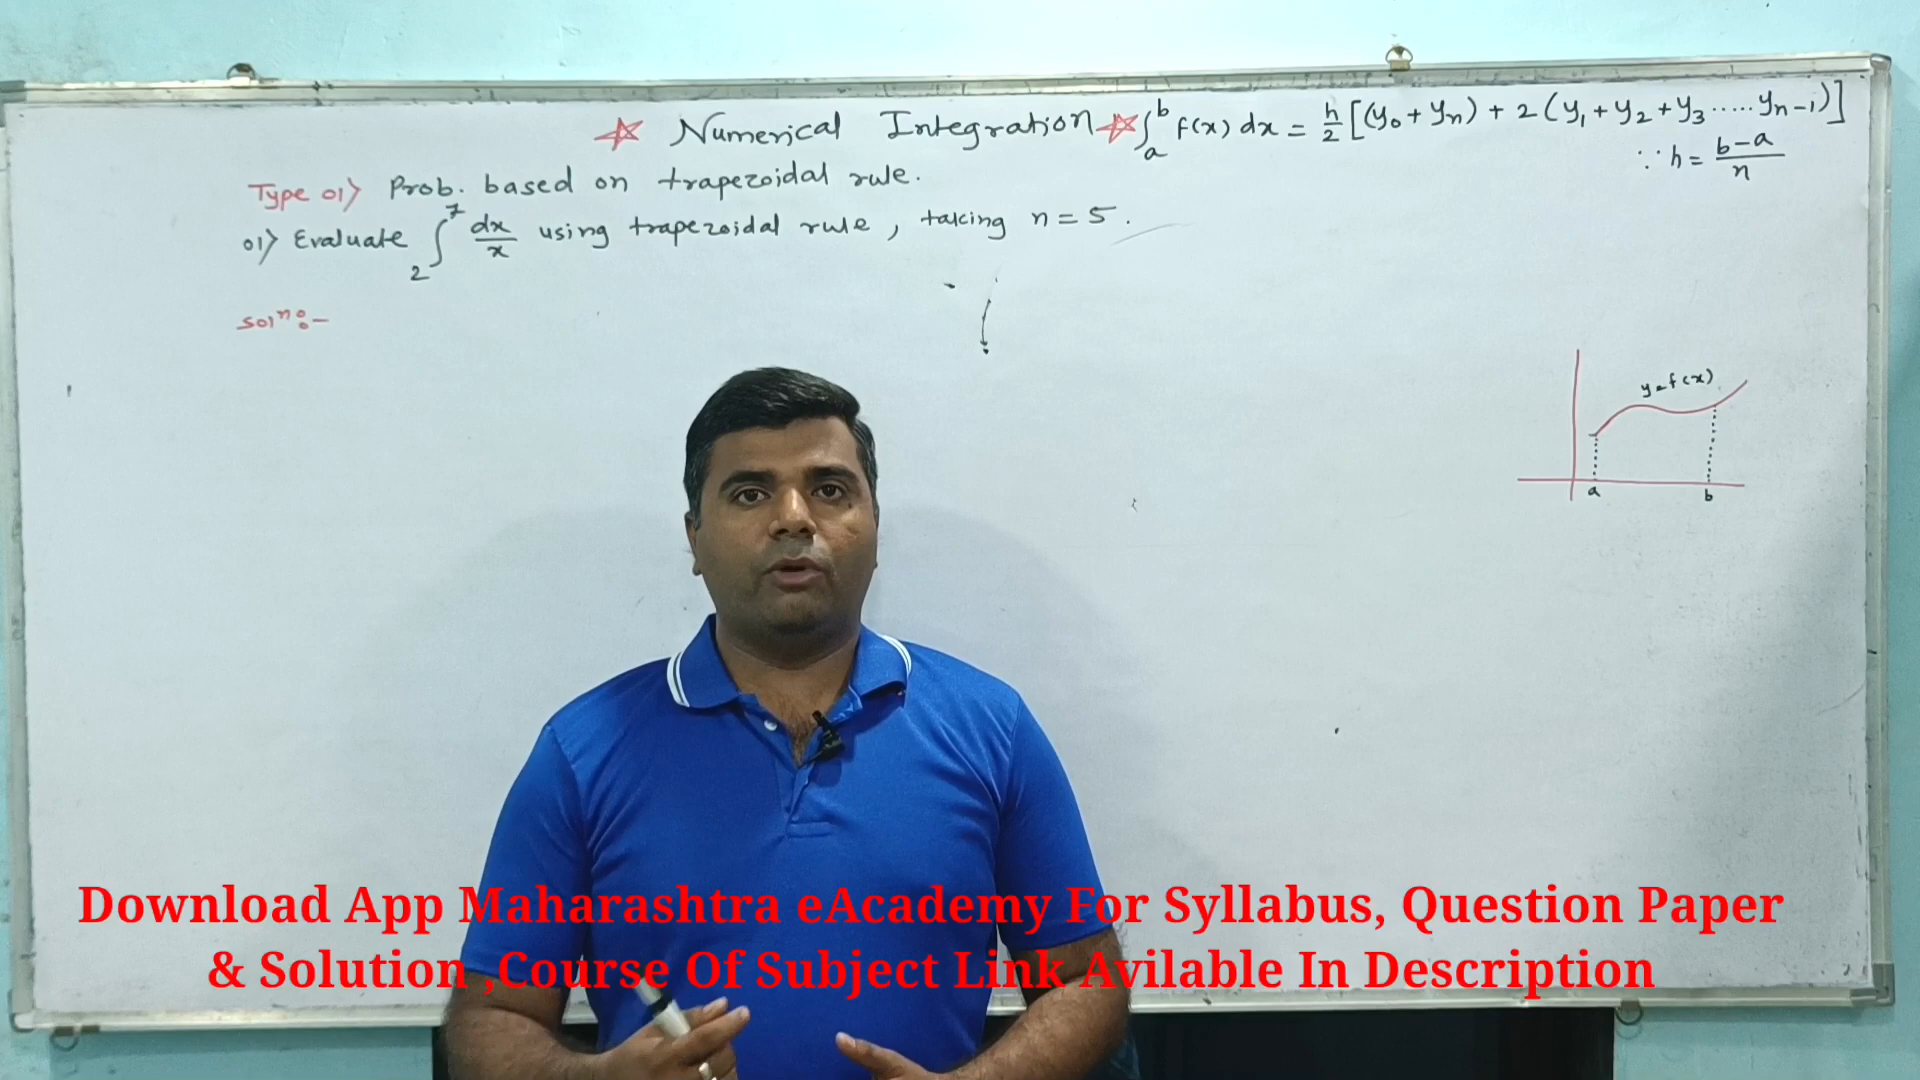 ☆ Numerical Integration ☆ ∫ₐᵇ f(x) dx = h/2 [(y₀ + yₙ) + 2 (y₁ + y₂ + y₃ ..... yₙ₋₁)]
∵ h = b-a/n
Type 01> Prob. based on trapezoidal rule.
01> Evaluate ∫₂⁷ dx/x using trapezoidal rule, taking n = 5.
Solⁿ:-
y=f(x)
a b
Download App Maharashtra eAcademy For Syllabus, Question Paper
& Solution ,Course Of Subject Link Avilable In Description